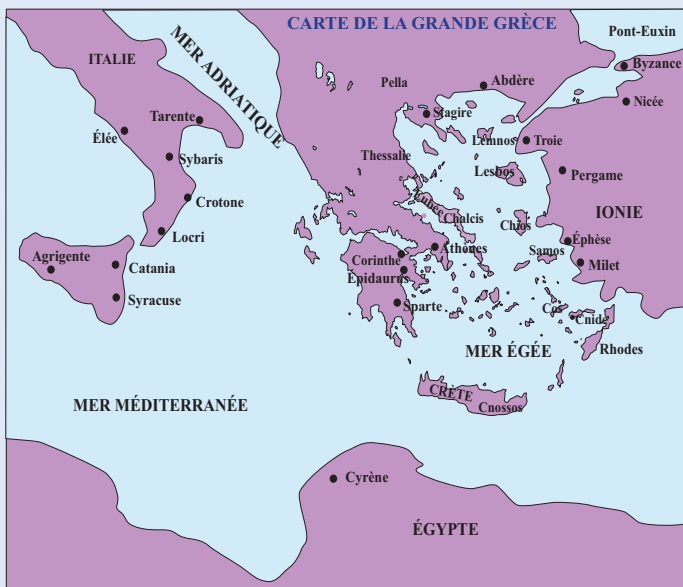 CARTE DE LA GRANDE GRÈCE
Pont-Euxin
ITALIE
MER ADRIATIQUE
Byzance
Pella
Abdère
Nicée
Tarente
Stagire
Élée
Lemnos
Troie
Sybaris
Thessalie
Lesbos
Pergame
Crotone
Eubée
Chalcis
Chios
IONIE
Locri
Éphèse
Athènes
Samos
Agrigente
Catania
Corinthe
Milet
Épidaurus
Syracuse
Sparte
Cos
Cnide
MER ÉGÉE
Rhodes
CRÈTE
Cnossos
MER MÉDITERRANÉE
Cyrène
ÉGYPTE